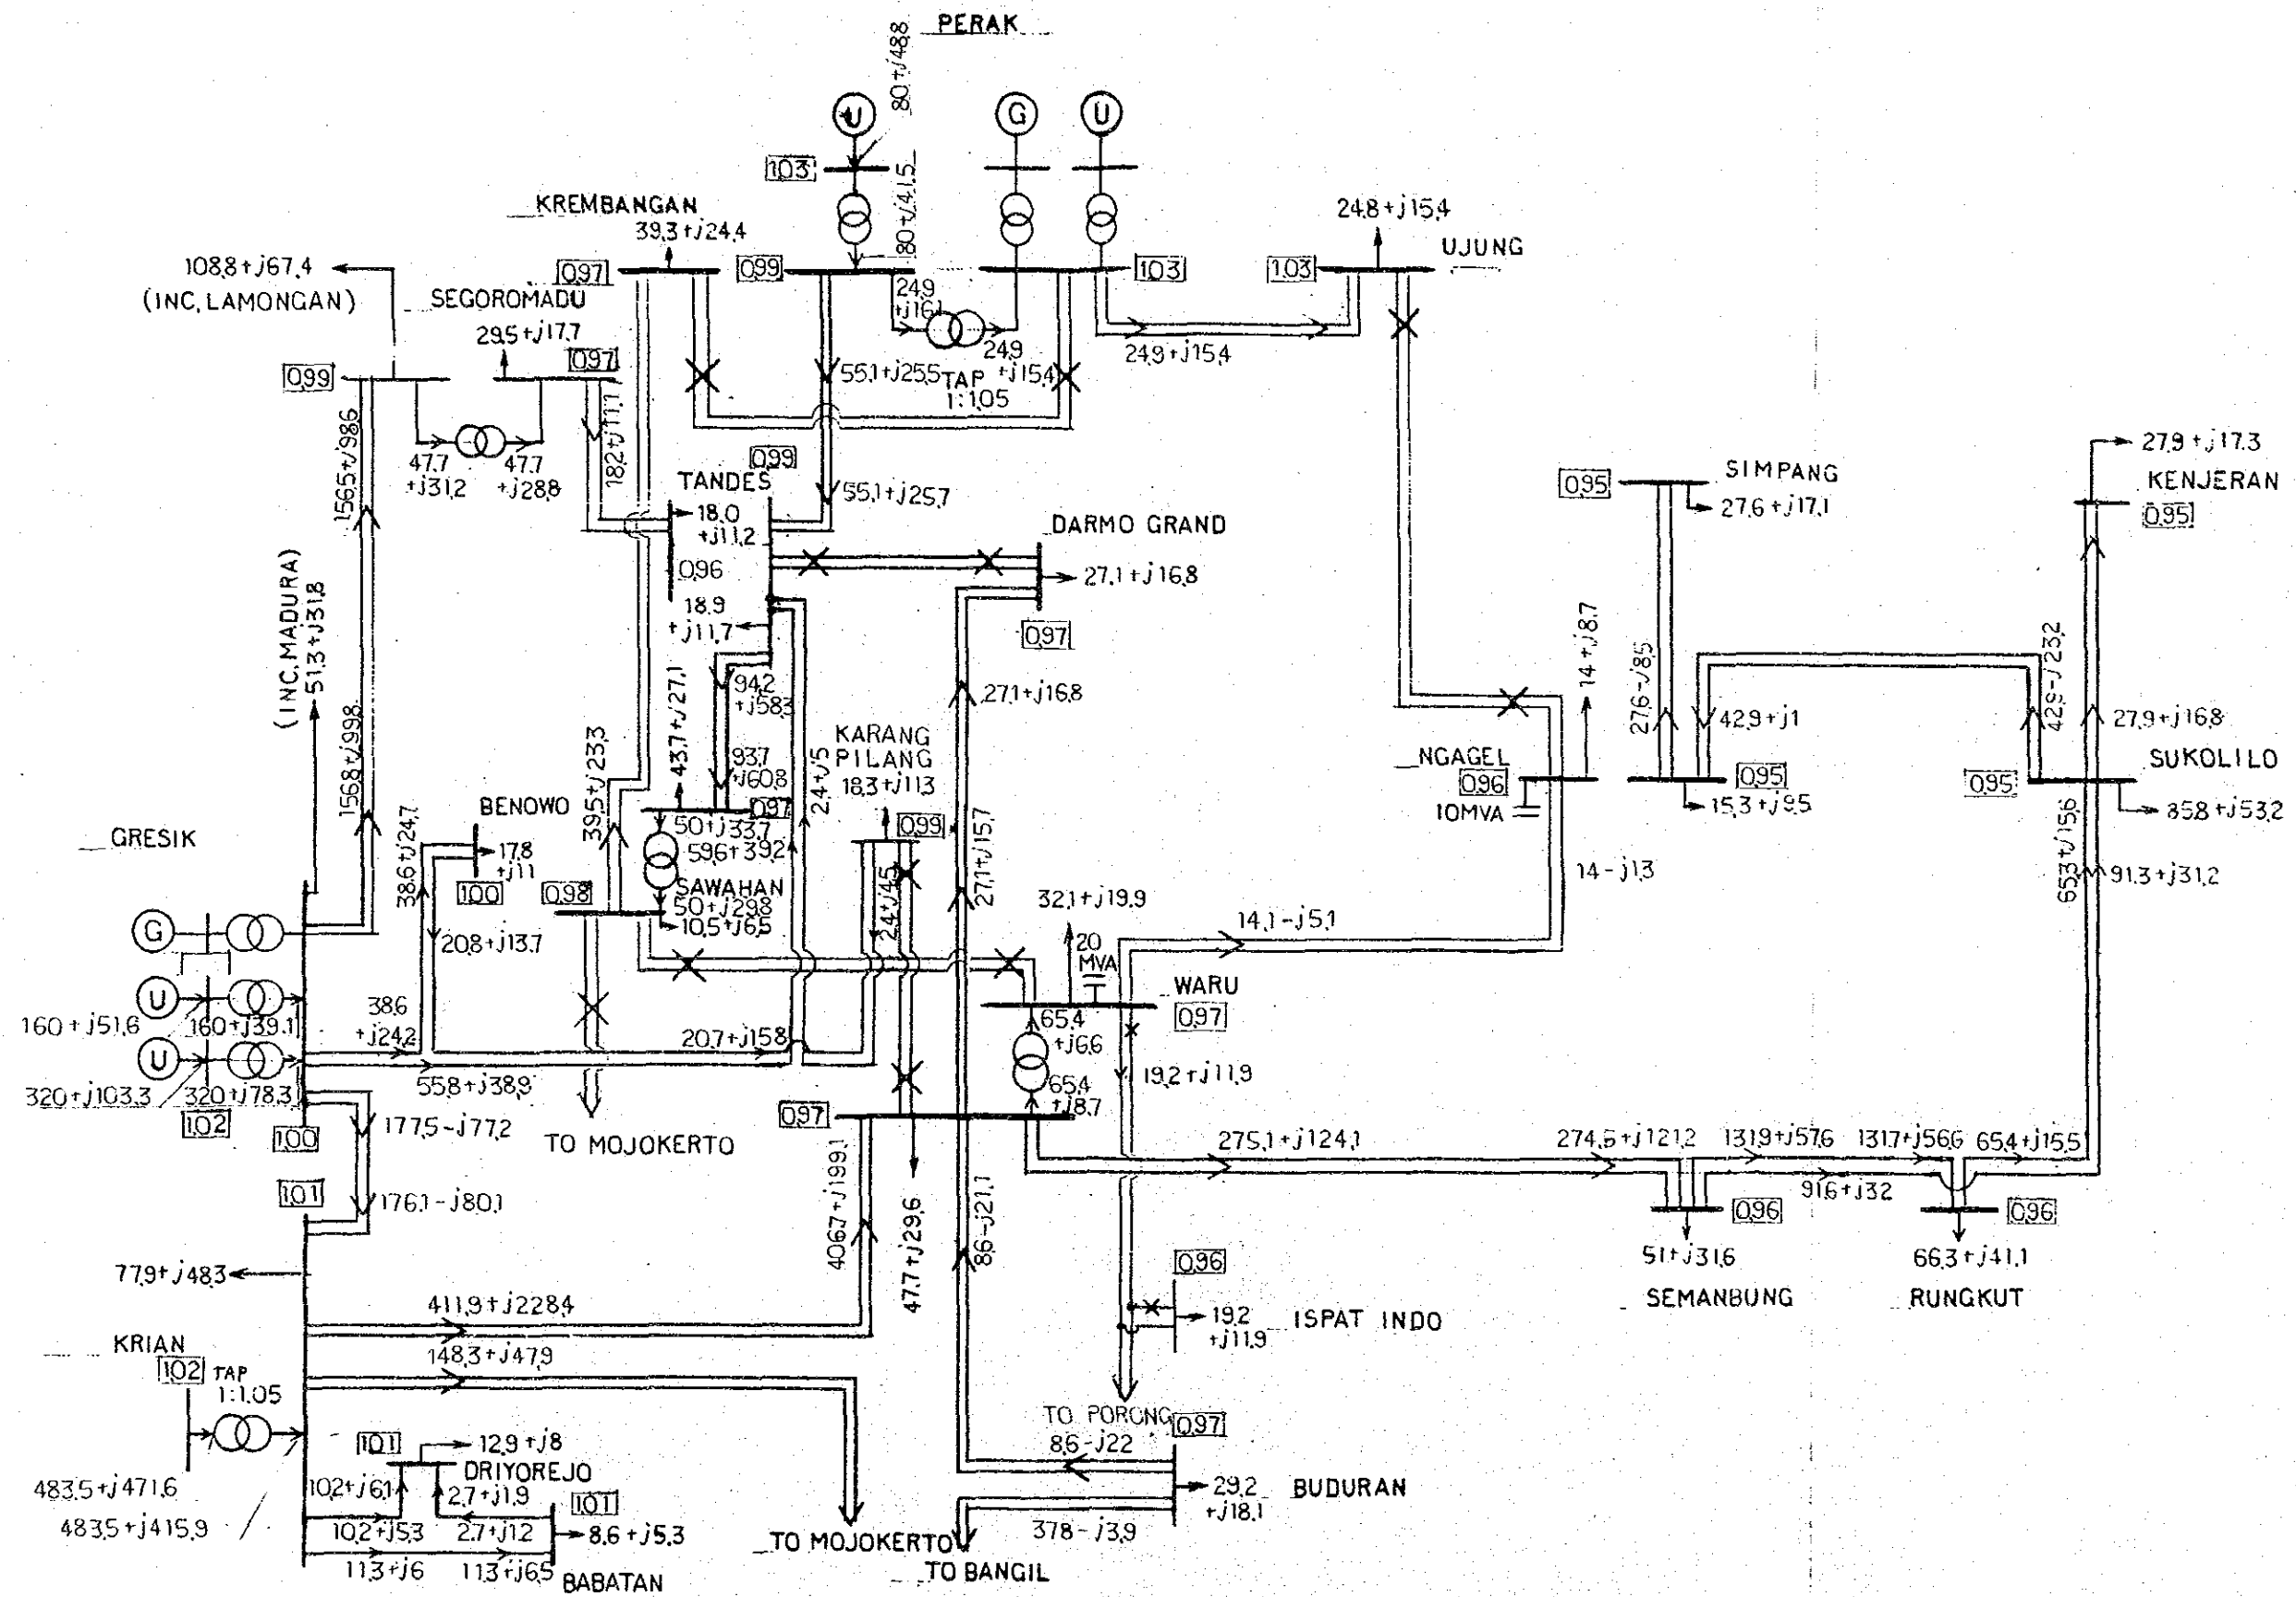 PERAK
80+j48.8
U
G
U
1.03
80+j41.5
KREMBANGAN
39.3+j24.4
0.97
0.99
1.03
1.03
24.8+j15.4
UJUNG
108.8+j67.4
(INC, LAMONGAN)
SEGOROMADU
29.5+j17.7
0.97
0.99
24.9
+j16.1
24.9
+j15.4
TAP
1:1.05
24.9+j15.4
55.1+j25.5
156.5+j98.6
47.7
+j31.2
47.7
+j28.8
18.2+j11.1
0.99
TANDES
55.1+j25.7
18.0
+j11.2
0.96
DARMO GRAND
27.1+j16.8
0.97
18.9
+j11.7
0.95
SIMPANG
27.6+j17.1
27.9+j17.3
KENJERAN
0.95
(INC. MADURA)
51.3+j31.8
156.8+j99.8
43.7+j27.1
94.2
+j58.3
93.7
+j60.8
2.4+j5
KARANG
PILANG
18.3+j11.3
0.99
27.1+j16.8
14+j8.7
27.6-j8.5
42.9+j1
42.9-j23.2
27.9+j16.8
NGAGEL
0.96
10MVA
0.95
15.3+j9.5
0.95
SUKOLILO
85.8+j53.2
GRESIK
38.6+j24.7
BENOWO
17.8
+j11
1.00
39.5+j23.3
0.97
50+j33.7
59.6+39.2
SAWAHAN
50+j29.8
10.5+j6.5
0.98
2.4+j4.5
27.1+j15.7
14-j1.3
65.3+j15.6
91.3+j31.2
G
U
160+j51.6
160+j39.1
U
320+j103.3
320+j78.3
1.02
1.00
20.8+j13.7
38.6
+j24.2
20.7+j15.8
55.8+j38.9
32.1+j19.9
20
MVA
14.1-j5.1
WARU
0.97
65.4
+j6.6
65.4
+j8.7
19.2+j11.9
177.5-j77.2
TO MOJOKERTO
0.97
275.1+j124.1
274.5+j121.2
131.9+j57.6
131.7+j56.6
65.4+j15.5
91.6+j32
1.01
176.1-j80.1
406.7+j199.1
47.7+j29.6
8.6-j21.1
0.96
51+j31.6
SEMANBUNG
0.96
66.3+j41.1
RUNGKUT
77.9+j48.3
411.9+j228.4
0.96
19.2
+j11.9
ISPAT INDO
KRIAN
1.02
TAP
1:1.05
148.3+j47.9
TO PORONG
0.97
8.6-j22
483.5+j471.6
483.5+j415.9
1.01
12.9+j8
DRIYOREJO
10.2+j6.1
2.7+j1.9
1.01
10.2+j5.3
2.7+j1.2
8.6+j5.3
11.3+j6
11.3+j6.5
BABATAN
29.2
+j18.1
BUDURAN
37.8-j3.9
TO MOJOKERTO
TO BANGIL